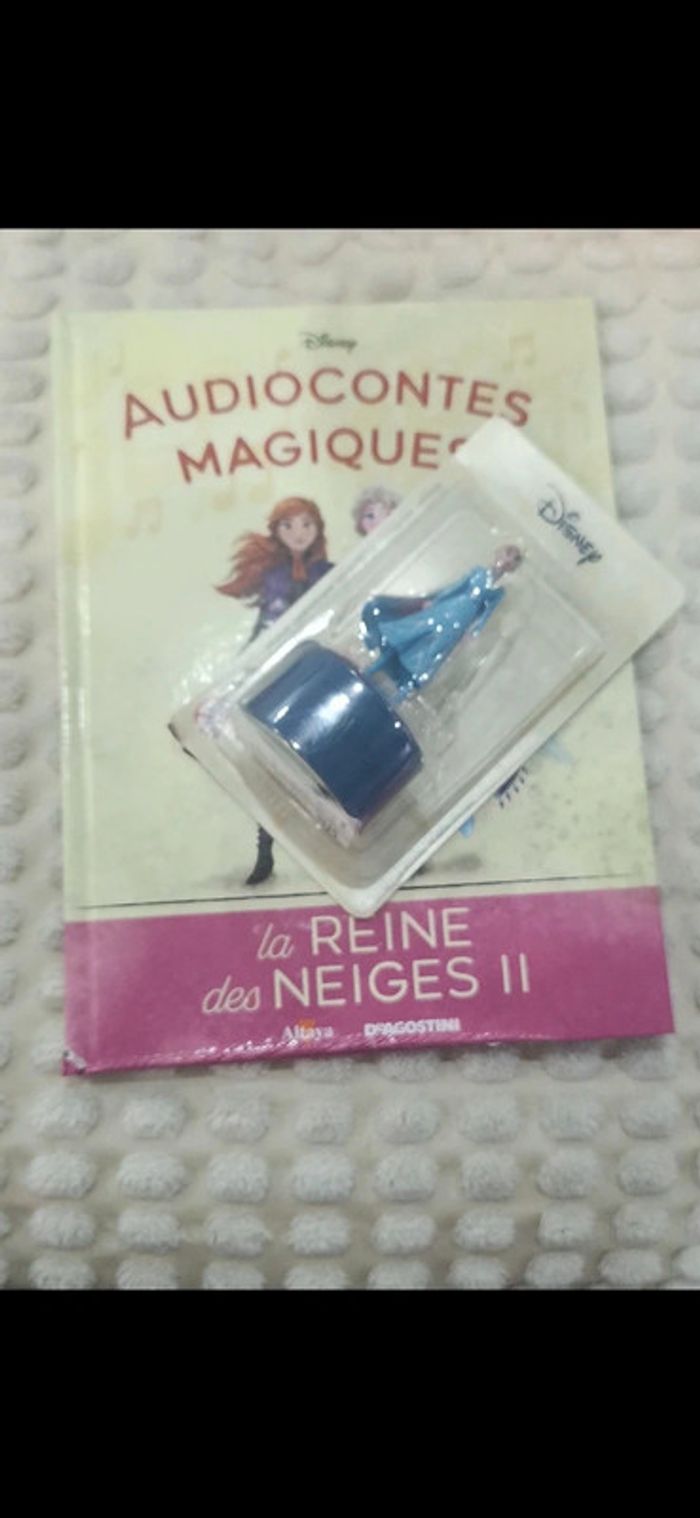 Disney
AUDIOCONTES
MAGIQUES
Disney
la REINE
des NEIGES II
Altaya
DeAGOSTINI